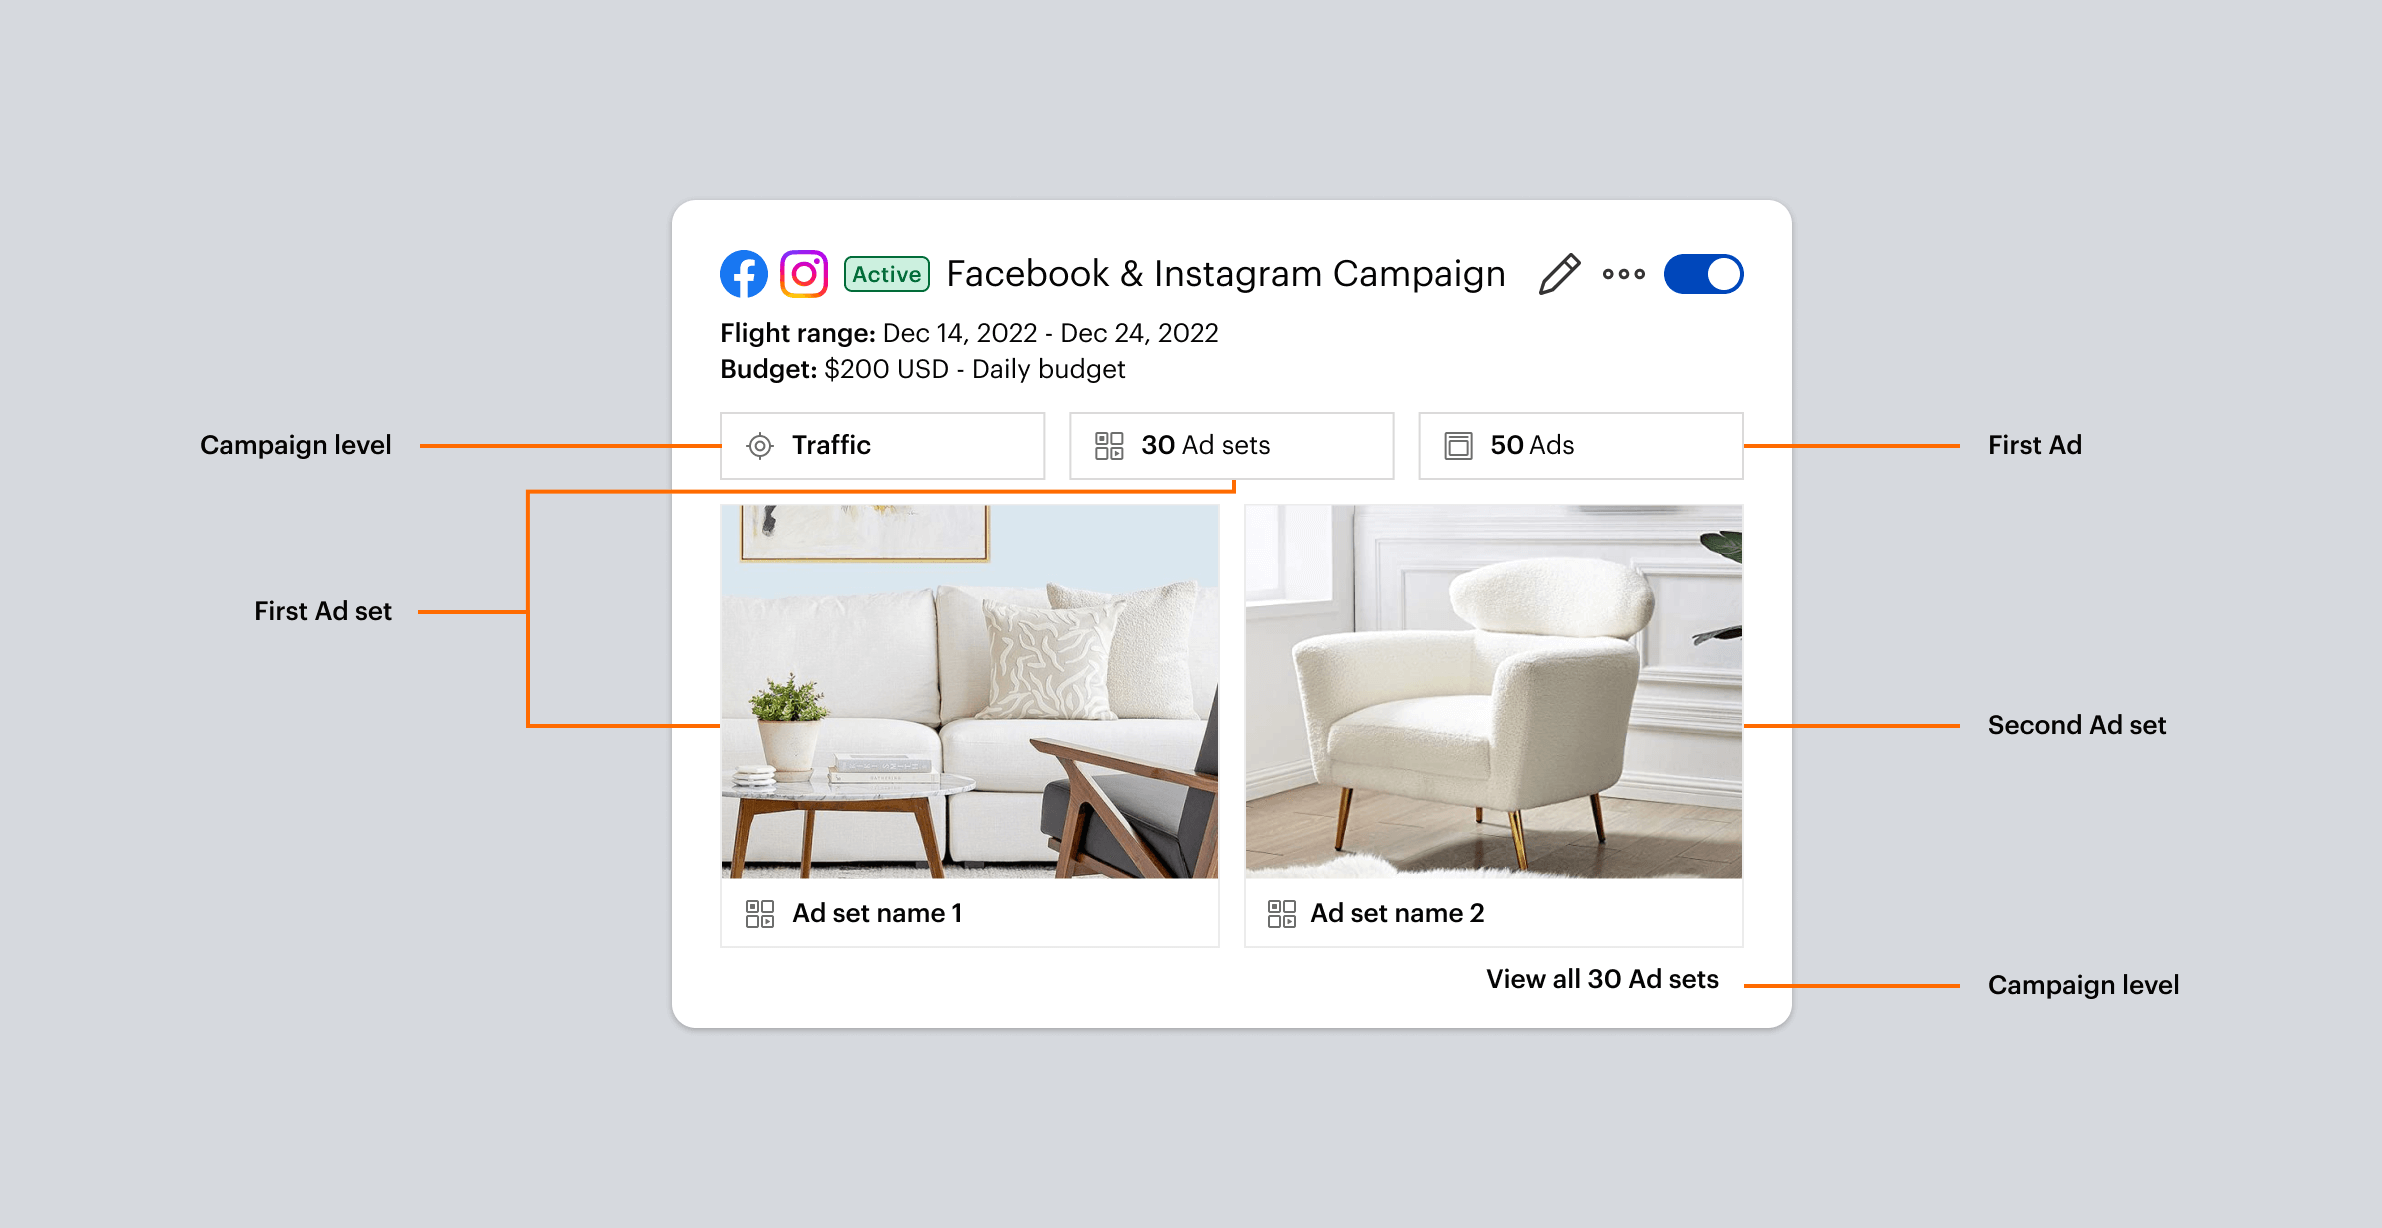 Active Facebook & Instagram Campaign
Flight range: Dec 14, 2022 - Dec 24, 2022
Budget: $200 USD - Daily budget
Campaign level
Traffic
30 Ad sets
50 Ads
First Ad
First Ad set
Second Ad set
Ad set name 1
Ad set name 2
View all 30 Ad sets
Campaign level